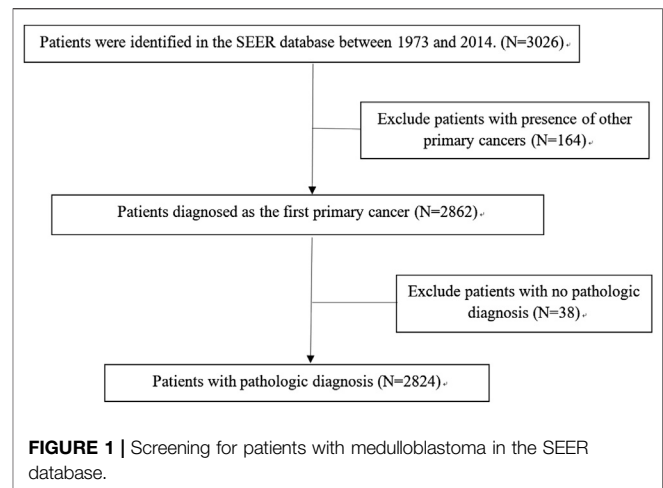 Patients were identified in the SEER database between 1973 and 2014. (N=3026)
Exclude patients with presence of other
primary cancers (N=164)
Patients diagnosed as the first primary cancer (N=2862)
Exclude patients with no pathologic
diagnosis (N=38)
Patients with pathologic diagnosis (N=2824)
FIGURE 1 | Screening for patients with medulloblastoma in the SEER
database.